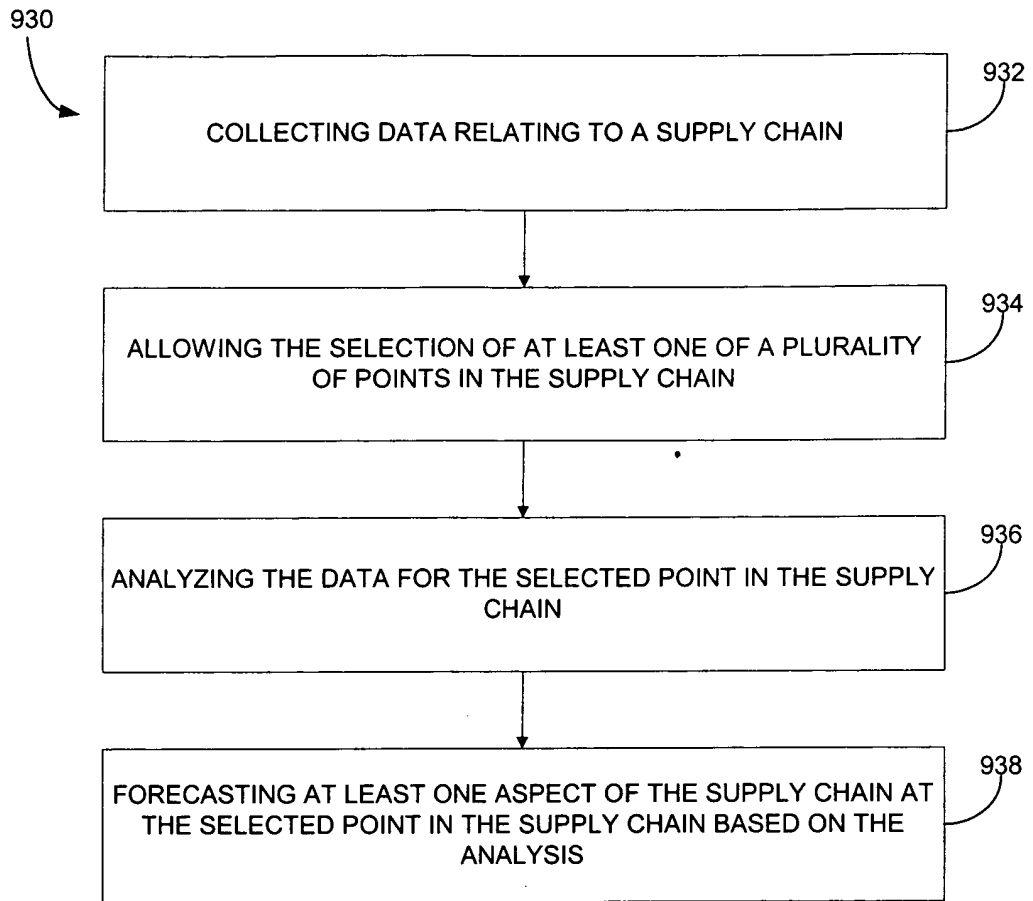 930
932
COLLECTING DATA RELATING TO A SUPPLY CHAIN
934
ALLOWING THE SELECTION OF AT LEAST ONE OF A PLURALITY
OF POINTS IN THE SUPPLY CHAIN
936
ANALYZING THE DATA FOR THE SELECTED POINT IN THE SUPPLY
CHAIN
938
FORECASTING AT LEAST ONE ASPECT OF THE SUPPLY CHAIN AT
THE SELECTED POINT IN THE SUPPLY CHAIN BASED ON THE
ANALYSIS